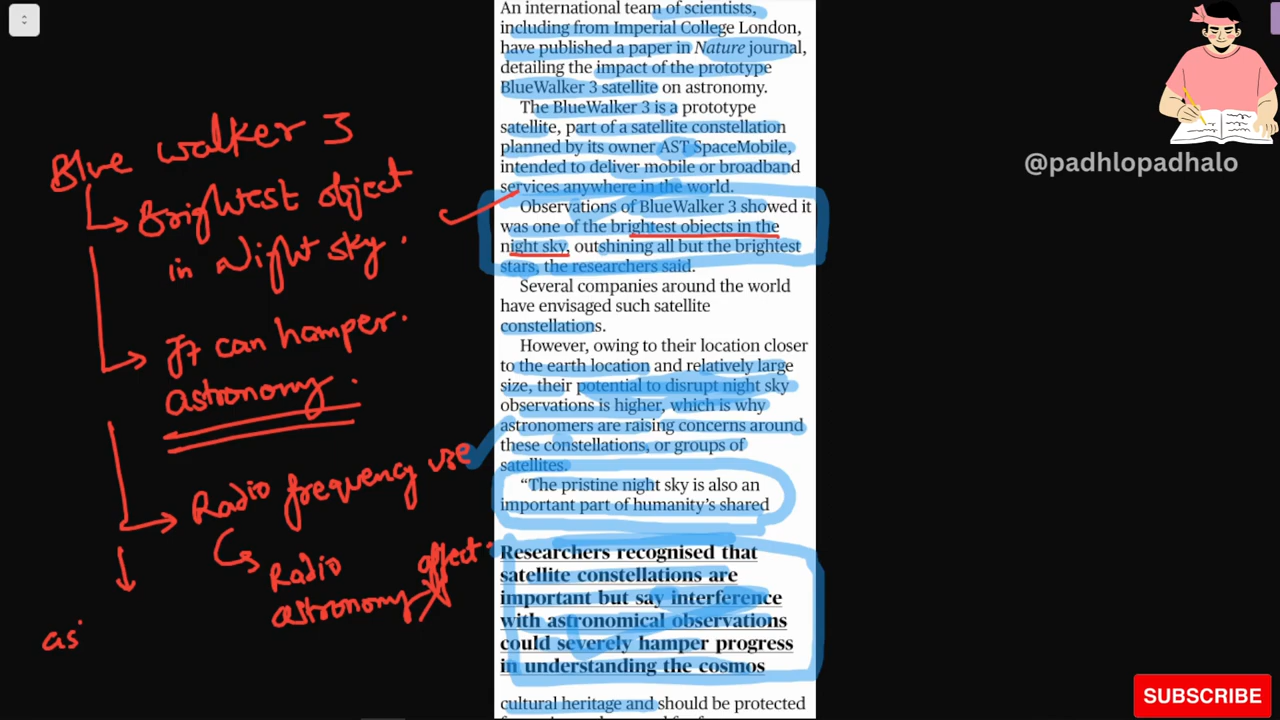 Blue walker 3
Brightest object
in Night sky.
It can hamper.
astronomy.
Radio frequency use
Radio
astronomy
affect
as
An international team of scientists,
including from Imperial College London,
have published a paper in Nature journal,
detailing the impact of the prototype
BlueWalker 3 satellite on astronomy.
The BlueWalker 3 is a prototype
satellite, part of a satellite constellation
planned by its owner AST SpaceMobile,
intended to deliver mobile or broadband
services anywhere in the world.
Observations of BlueWalker 3 showed it
was one of the brightest objects in the
night sky, outshining all but the brightest
stars, the researchers said.
Several companies around the world
have envisaged such satellite
constellations.
However, owing to their location closer
to the earth location and relatively large
size, their potential to disrupt night sky
observations is higher, which is why
astronomers are raising concerns around
these constellations, or groups of
satellites.
“The pristine night sky is also an
important part of humanity’s shared
Researchers recognised that
satellite constellations are
important but say interference
with astronomical observations
could severely hamper progress
in understanding the cosmos
cultural heritage and should be protected
@padhlopadhalo
SUBSCRIBE